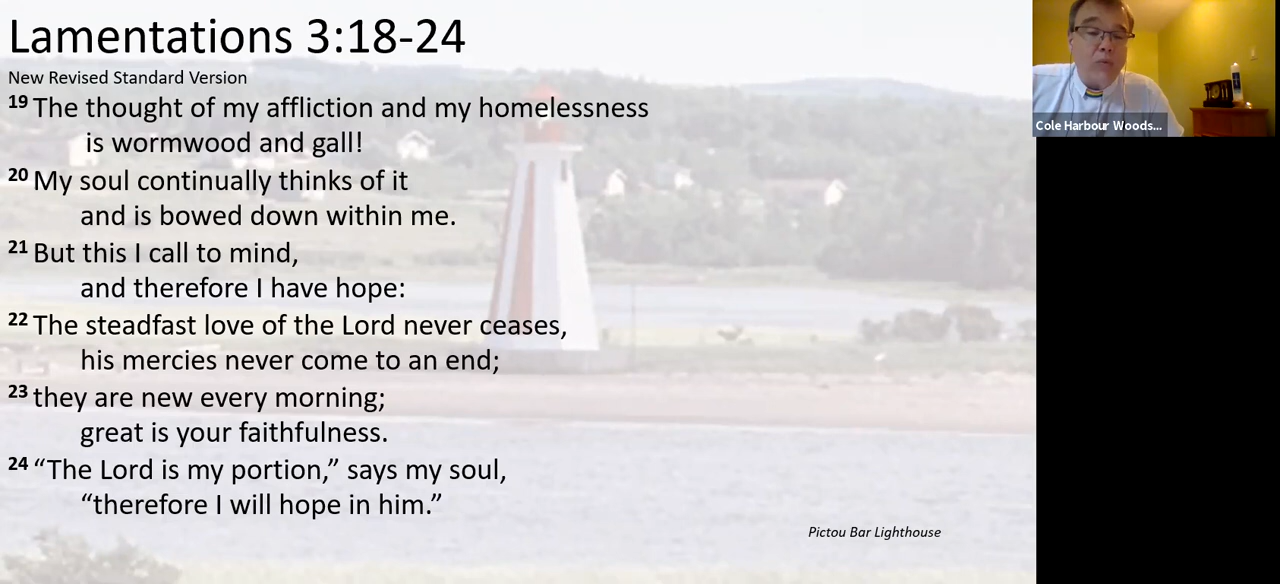 Lamentations 3:18-24
New Revised Standard Version
19 The thought of my affliction and my homelessness
is wormwood and gall!
20 My soul continually thinks of it
and is bowed down within me.
21 But this I call to mind,
and therefore I have hope:
22 The steadfast love of the Lord never ceases,
his mercies never come to an end;
23 they are new every morning;
great is your faithfulness.
24 “The Lord is my portion,” says my soul,
“therefore I will hope in him.”
Pictou Bar Lighthouse
Cole Harbour Woods...